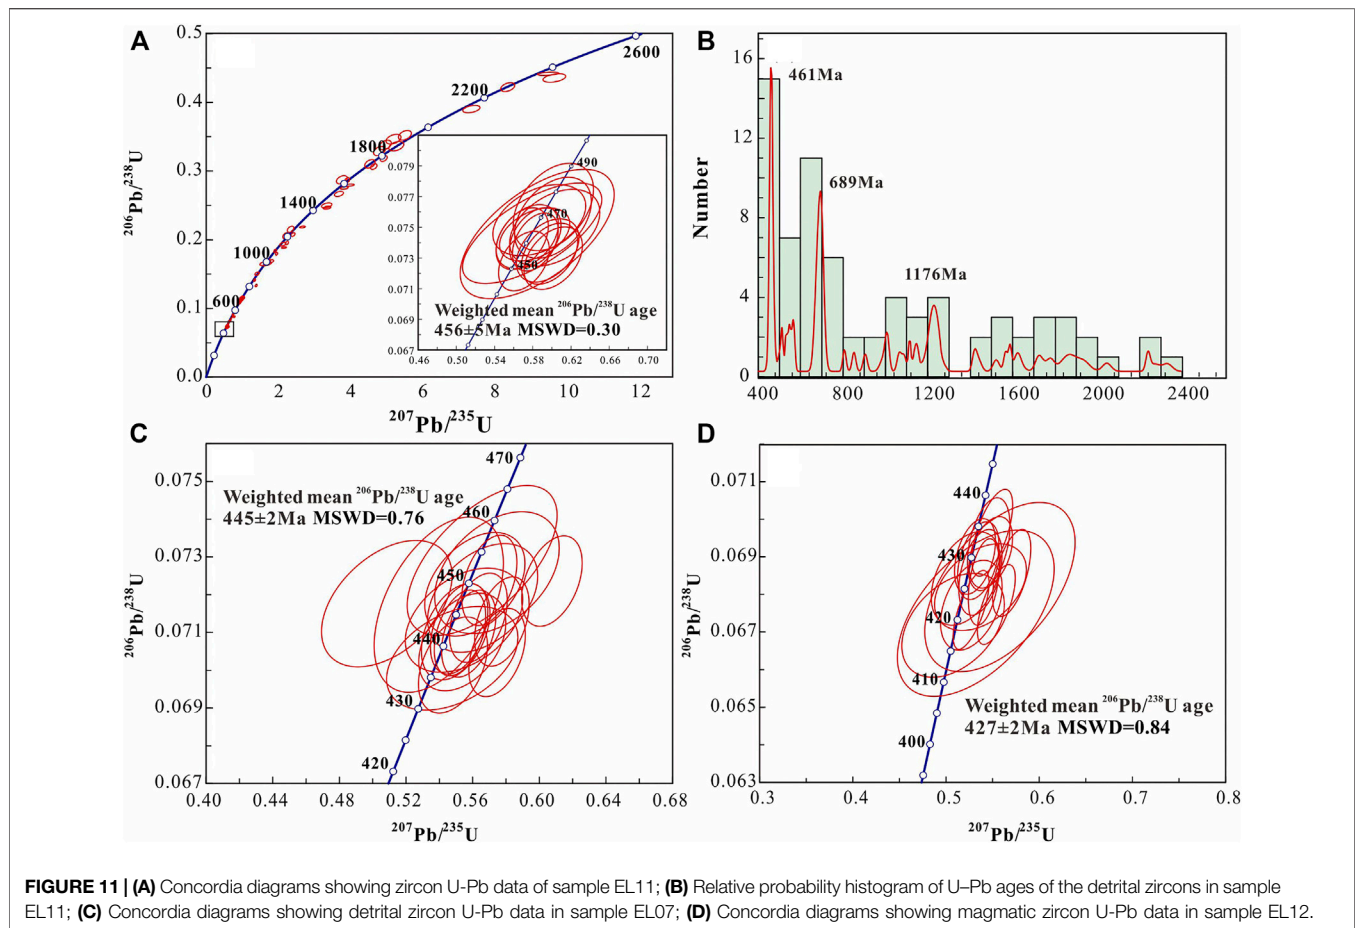 A
0.5
0.4
0.3
0.2
0.1
0.0
206Pb/238U
0 2 4 6 8 10 12
207Pb/235U
600
1000
1400
1800
2200
2600
0.079
0.077
0.075
0.073
0.071
0.069
0.067
0.46 0.50 0.56 0.60 0.62 0.66 0.70
490
470
450
Weighted mean 206Pb/238U age
456±5Ma MSWD=0.30
B
16
12
8
4
0
Number
461Ma
689Ma
1176Ma
400 800 1200 1600 2000 2400
C
0.075
0.073
0.071
0.069
0.067
206Pb/238U
Weighted mean 206Pb/238U age
445±2Ma MSWD=0.76
470
460
450
440
430
420
0.40 0.44 0.48 0.52 0.56 0.60 0.64 0.68
207Pb/235U
D
0.071
0.069
0.067
0.065
0.063
206Pb/238U
440
430
420
410
400
Weighted mean 206Pb/238U age
427±2Ma MSWD=0.84
0.3 0.4 0.5 0.6 0.7 0.8
207Pb/235U
FIGURE 11 | (A) Concordia diagrams showing zircon U-Pb data of sample EL11; (B) Relative probability histogram of U–Pb ages of the detrital zircons in sample
EL11; (C) Concordia diagrams showing detrital zircon U-Pb data in sample EL07; (D) Concordia diagrams showing magmatic zircon U-Pb data in sample EL12.